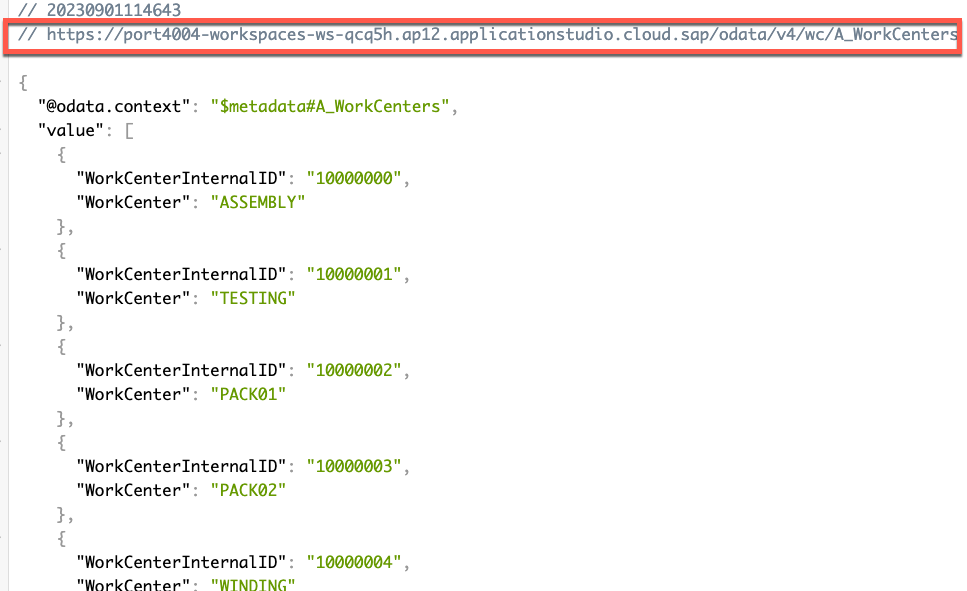 // 20230901114643
// https://port4004-workspaces-ws-qcq5h.ap12.applicationstudio.cloud.sap/odata/v4/wc/A_WorkCenters
{
"@odata.context": "$metadata#A_WorkCenters",
"value": [
{
"WorkCenterInternalID": "10000000",
"WorkCenter": "ASSEMBLY"
},
{
"WorkCenterInternalID": "10000001",
"WorkCenter": "TESTING"
},
{
"WorkCenterInternalID": "10000002",
"WorkCenter": "PACK01"
},
{
"WorkCenterInternalID": "10000003",
"WorkCenter": "PACK02"
},
{
"WorkCenterInternalID": "10000004",
"WorkCenter": "WINDING"